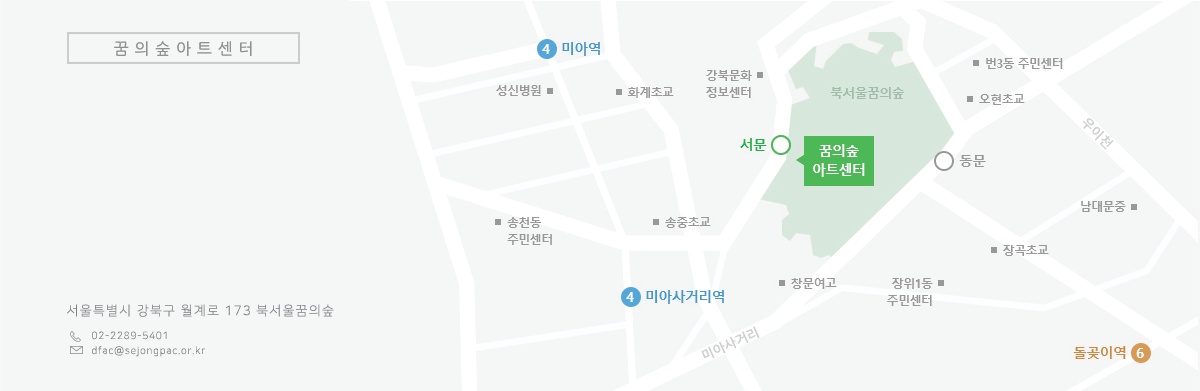 꿈의숲아트센터
4 미아역
성신병원
화계초교
강북문화
정보센터
북서울꿈의숲
번3동 주민센터
오현초교
우이천
서문
꿈의숲
아트센터
동문
남대문중
송천동
주민센터
송중초교
장곡초교
창문여고
장위1동
주민센터
4 미아사거리역
미아사거리
돌곶이역 6
서울특별시 강북구 월계로 173 북서울꿈의숲
02-2289-5401
dfac@sejongpac.or.kr